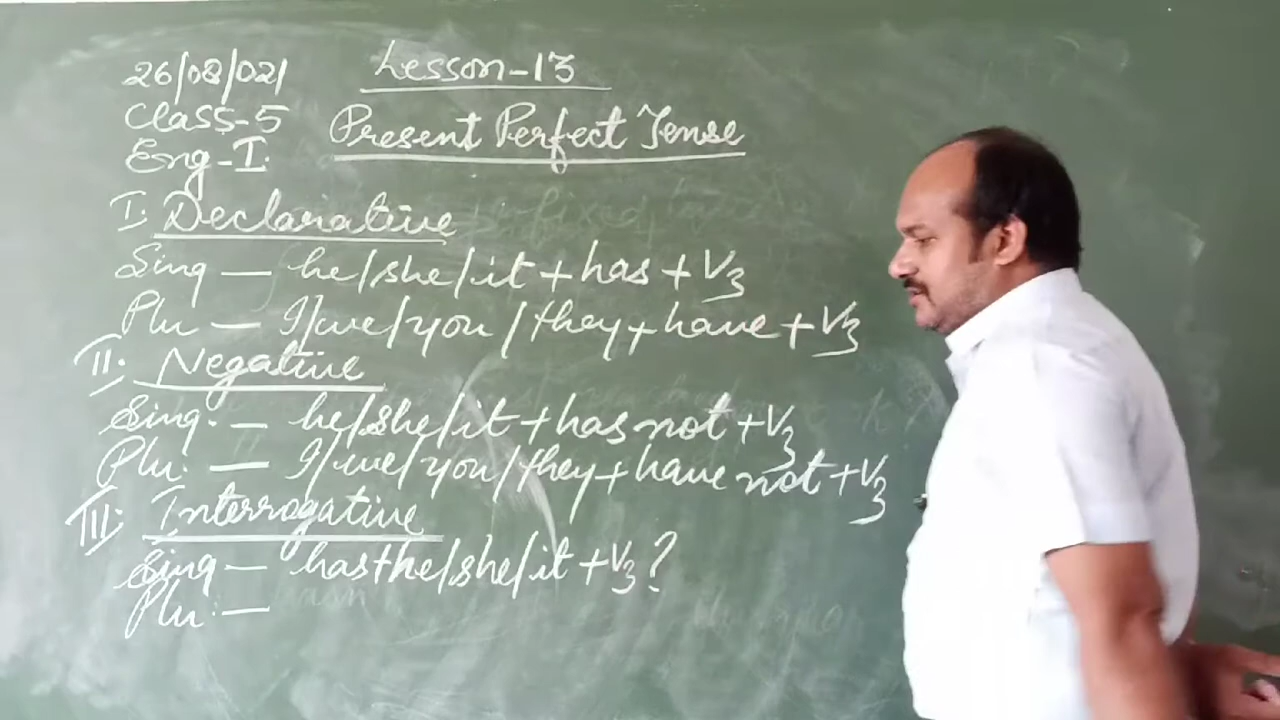 26/08/021
Lesson-13
Class-5
Present Perfect Tense
Eng-I.
I. Declarative
Sing — he/she/it + has + V3
Plu — I/we/you/they + have + V3
II. Negative
Sing. — he/she/it + has not + V3
Plu. — I/we/you/they + have not + V3
III. Interrogative
Sing — has+he/she/it + V3?
Plu. —